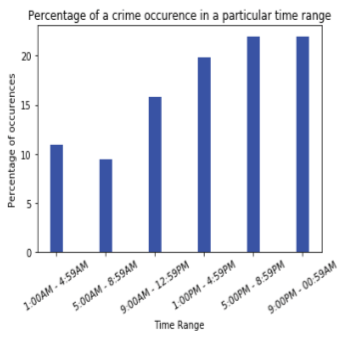 Percentage of a crime occurence in a particular time range
Percentage of occurences
20
15
10
5
0
1:00AM - 4:59AM
5:00AM - 8:59AM
9:00AM - 12:59PM
1:00PM - 4:59PM
5:00PM - 8:59PM
9:00PM - 00:59AM
Time Range